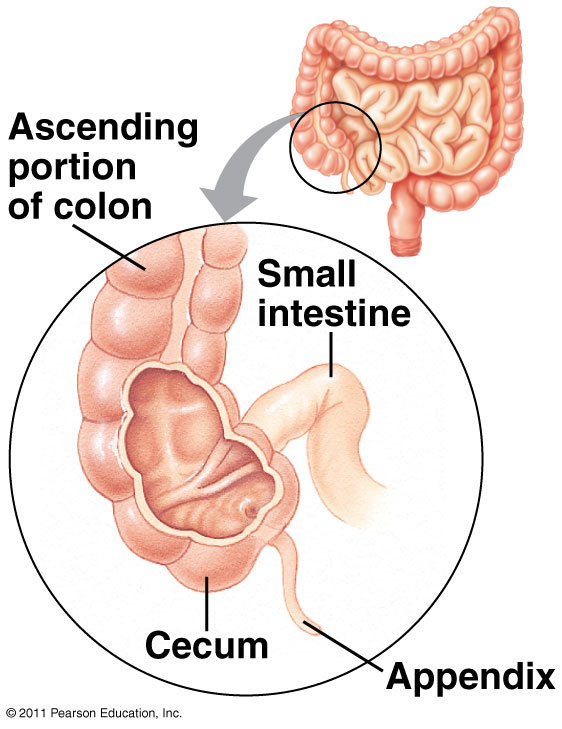 Ascending
portion
of colon
Small
intestine
Cecum
Appendix
© 2011 Pearson Education, Inc.